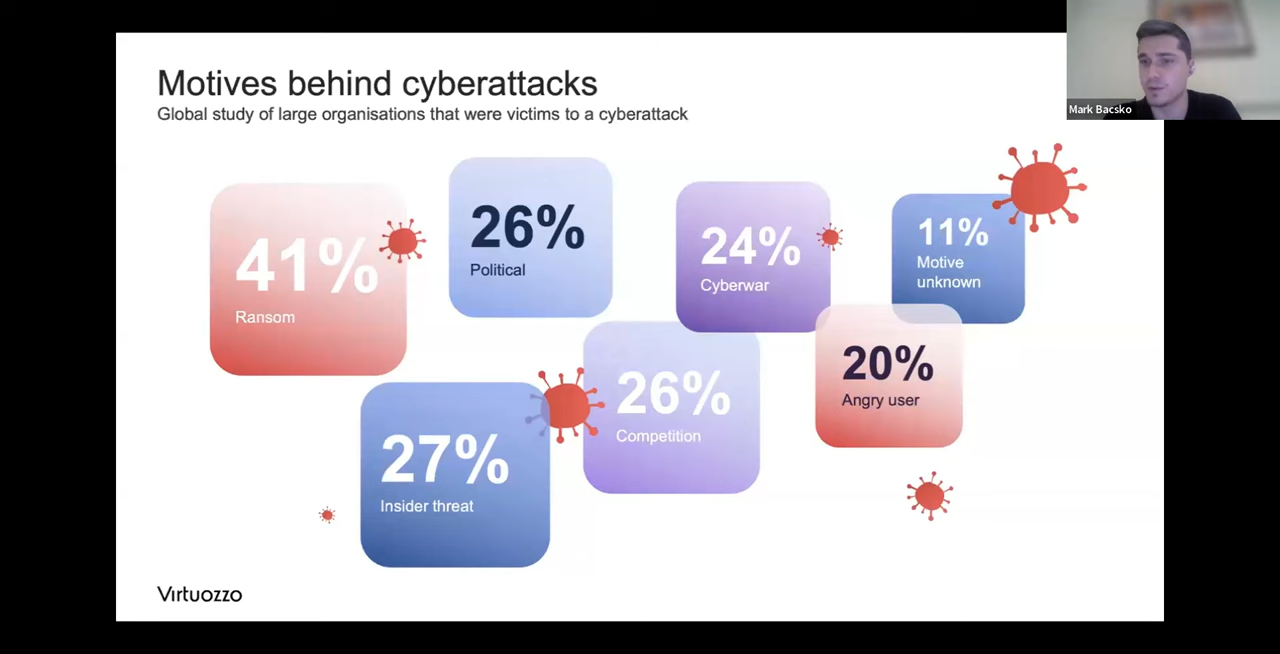 Motives behind cyberattacks
Global study of large organisations that were victims to a cyberattack
Mark Bacsko
41%
Ransom
26%
Political
24%
Cyberwar
11%
Motive
unknown
27%
Insider threat
26%
Competition
20%
Angry user
Virtuozzo